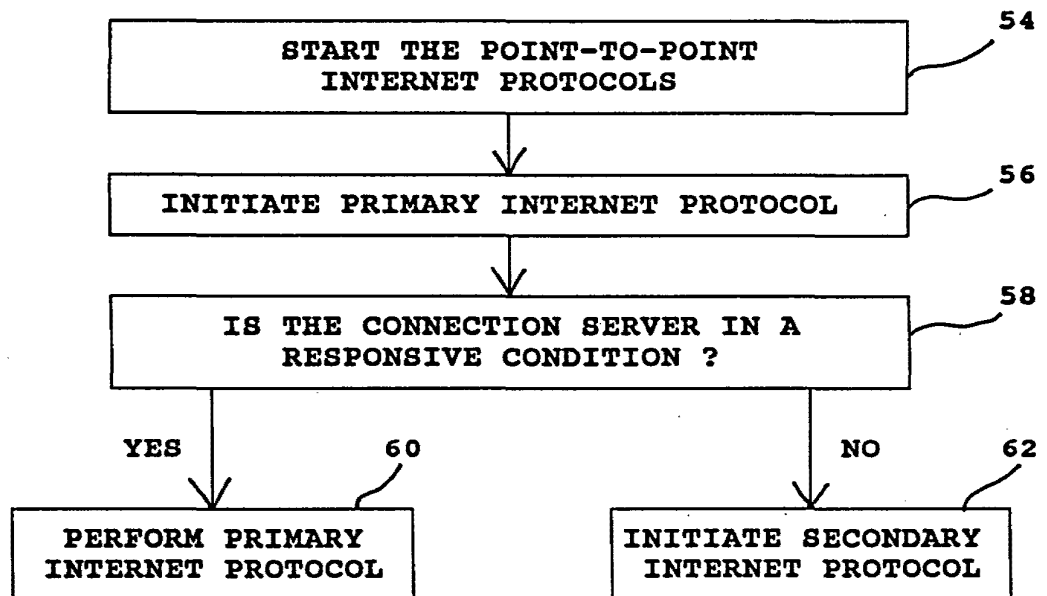 54
START THE POINT-TO-POINT
INTERNET PROTOCOLS
56
INITIATE PRIMARY INTERNET PROTOCOL
58
IS THE CONNECTION SERVER IN A
RESPONSIVE CONDITION ?
YES
NO
60
62
PERFORM PRIMARY
INTERNET PROTOCOL
INITIATE SECONDARY
INTERNET PROTOCOL